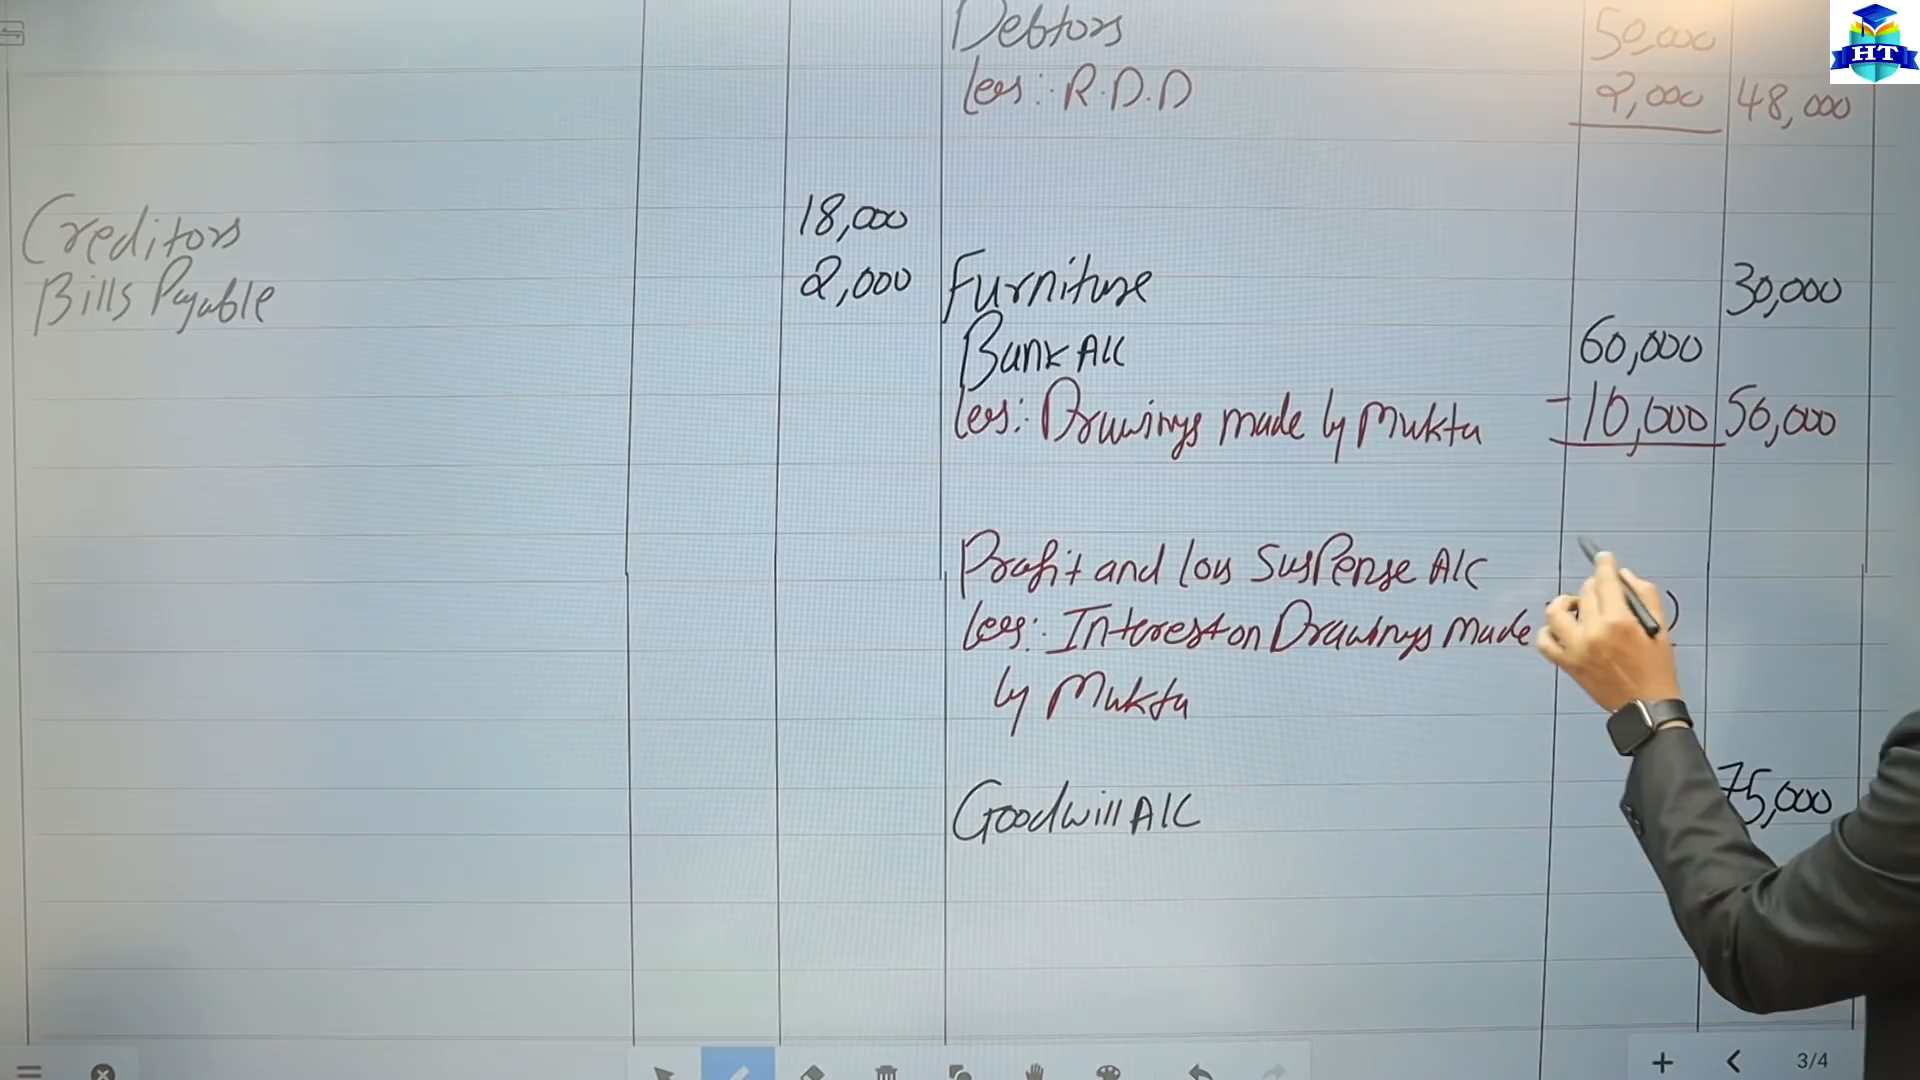 HT
Debtors 50,000
Less: R.D.D 2,000 48,000
Creditors 18,000
Bills Payable 2,000 Furniture 30,000
Bank A/c 60,000
Less: Drawings made by Mukta -10,000 50,000
Profit and loss Suspense A/c
Less: Interest on Drawings made )
by Mukta
Goodwill A/c 75,000
3/4